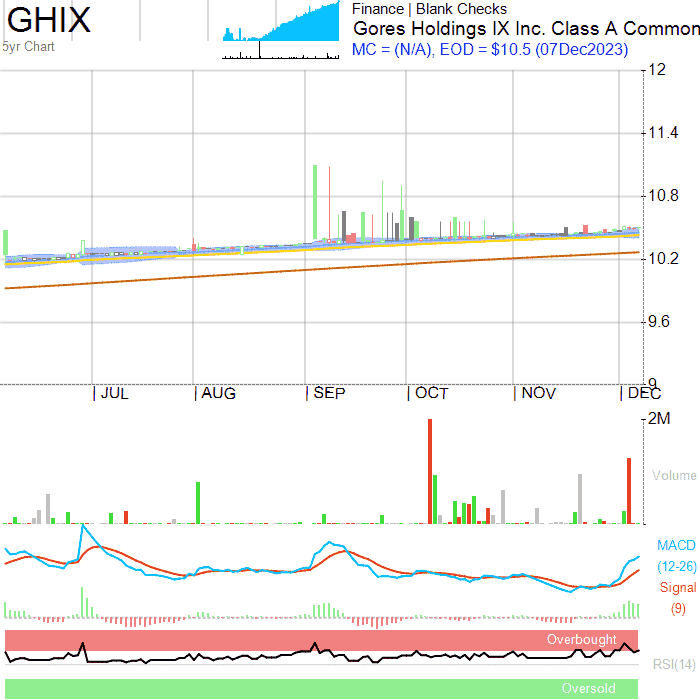 GHIX
5yr Chart
Finance | Blank Checks
Gores Holdings IX Inc. Class A Common
MC = (N/A), EOD = $10.5 (07Dec2023)
12
11.4
10.8
10.2
9.6
9
JUL
AUG
SEP
OCT
NOV
DEC
2M
Volume
MACD
(12-26)
Signal
(9)
Overbought
RSI(14)
Oversold